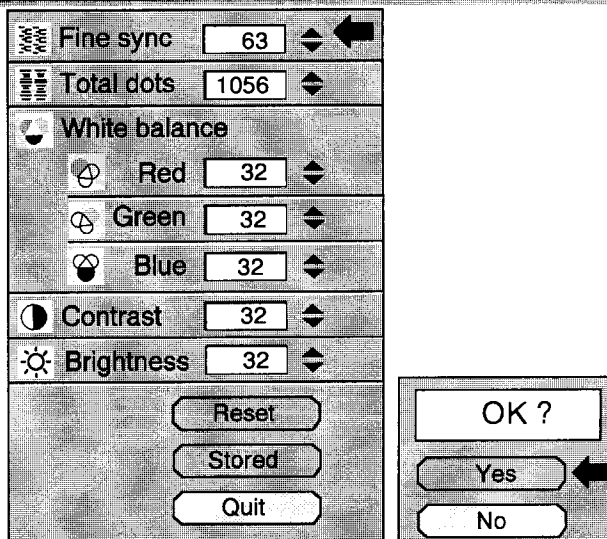 Fine sync 63
Total dots 1056
White balance
Red 32
Green 32
Blue 32
Contrast 32
Brightness 32
Reset
Stored
Quit
OK ?
Yes
No